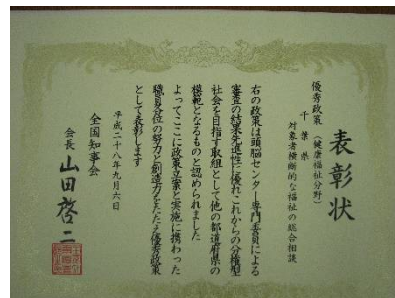 表彰状
優秀政策（健康福祉分野）
千葉県
対象者横断的な福祉の総合相談
右の政策は頭脳センター専門委員による
審査の結果先進性に優れこれからの分権型
社会を目指す取組として他の都道府県の
模範となるものと認められました
よってここに政策立案と実施に携わった
職員各位の努力と創造力をたたえ優秀政策
として表彰します
平成二十八年九月六日
全国知事会
会長 山田啓二